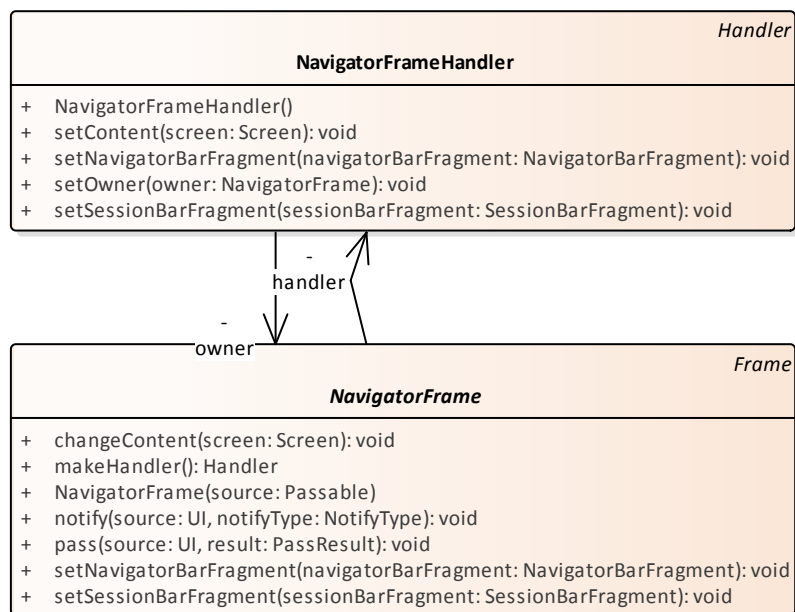 Handler
NavigatorFrameHandler
+ NavigatorFrameHandler()
+ setContent(screen: Screen): void
+ setNavigatorBarFragment(navigatorBarFragment: NavigatorBarFragment): void
+ setOwner(owner: NavigatorFrame): void
+ setSessionBarFragment(sessionBarFragment: SessionBarFragment): void
-
handler
-
owner
Frame
NavigatorFrame
+ changeContent(screen: Screen): void
+ makeHandler(): Handler
+ NavigatorFrame(source: Passable)
+ notify(source: UI, notifyType: NotifyType): void
+ pass(source: UI, result: PassResult): void
+ setNavigatorBarFragment(navigatorBarFragment: NavigatorBarFragment): void
+ setSessionBarFragment(sessionBarFragment: SessionBarFragment): void